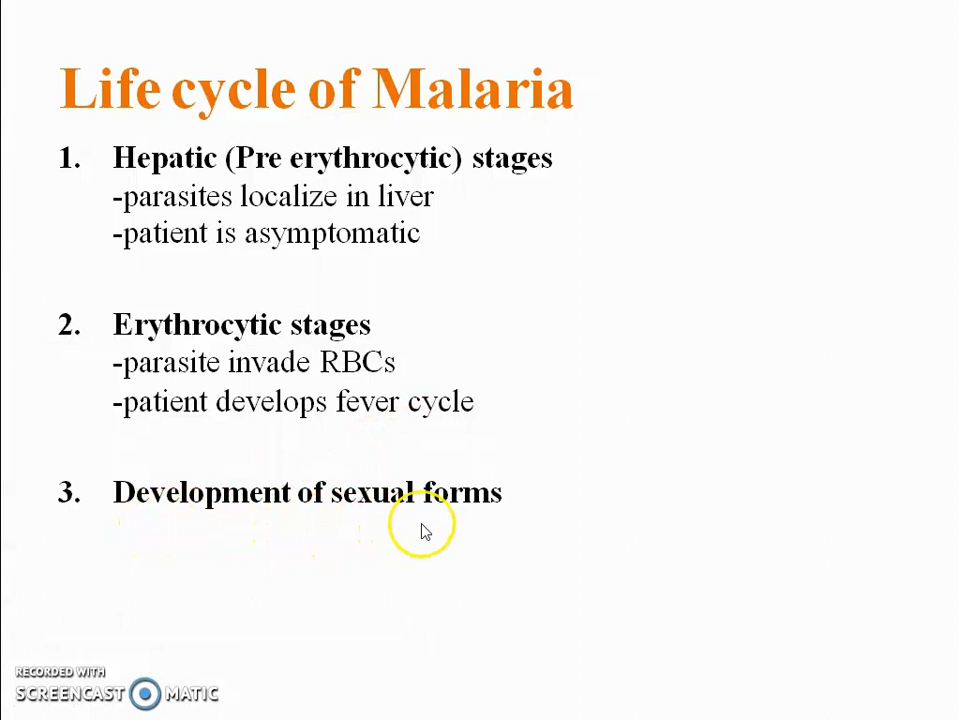 Life cycle of Malaria
1. Hepatic (Pre erythrocytic) stages
-parasites localize in liver
-patient is asymptomatic
2. Erythrocytic stages
-parasite invade RBCs
-patient develops fever cycle
3. Development of sexual forms
RECORDED WITH
SCREENCAST MATIC